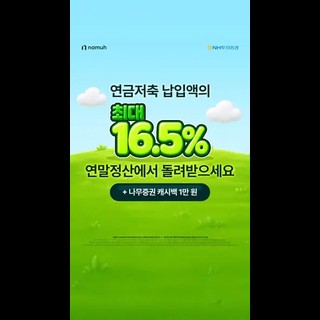 namuh
NH투자증권
연금저축 납입액의
최대
16.5%
연말정산에서 돌려받으세요
+ 나무증권 캐시백 1만 원